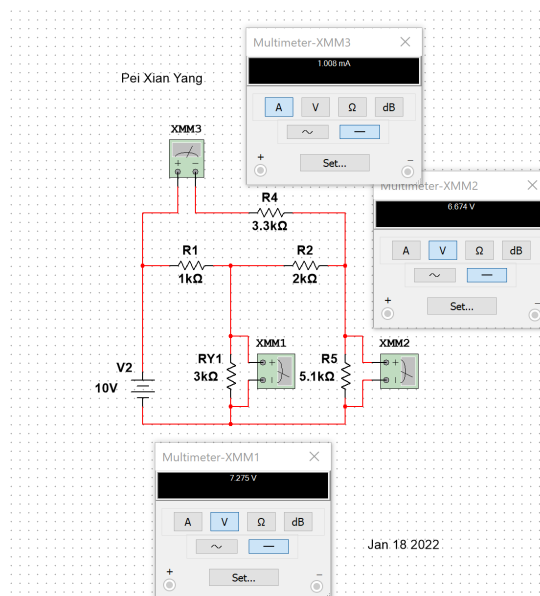 Multimeter-XMM3
1.008 mA
A V Ω dB
~ —
+ Set... −
Pei Xian Yang
XMM3
+ −
Multimeter-XMM2
6.674 V
A V Ω dB
~ —
+ Set... −
R4
3.3kΩ
R1
1kΩ
R2
2kΩ
V2
10V
RY1
3kΩ
XMM1
+
R5
5.1kΩ
XMM2
+
Multimeter-XMM1
7.275 V
A V Ω dB
~ —
+ Set... −
Jan 18 2022